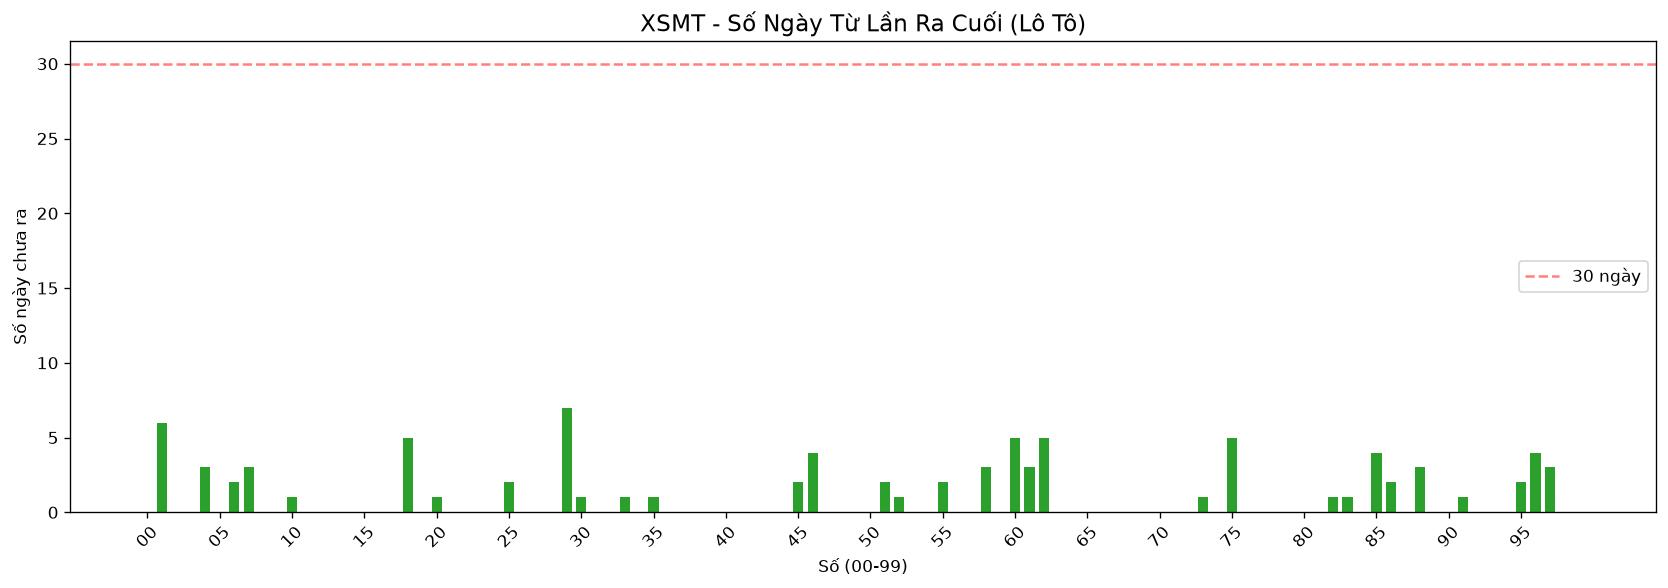 XSMT - Số Ngày Từ Lần Ra Cuối (Lô Tô)
Số ngày chưa ra
30
25
20
15
10
5
0
30 ngày
00 05 10 15 20 25 30 35 40 45 50 55 60 65 70 75 80 85 90 95
Số (00-99)